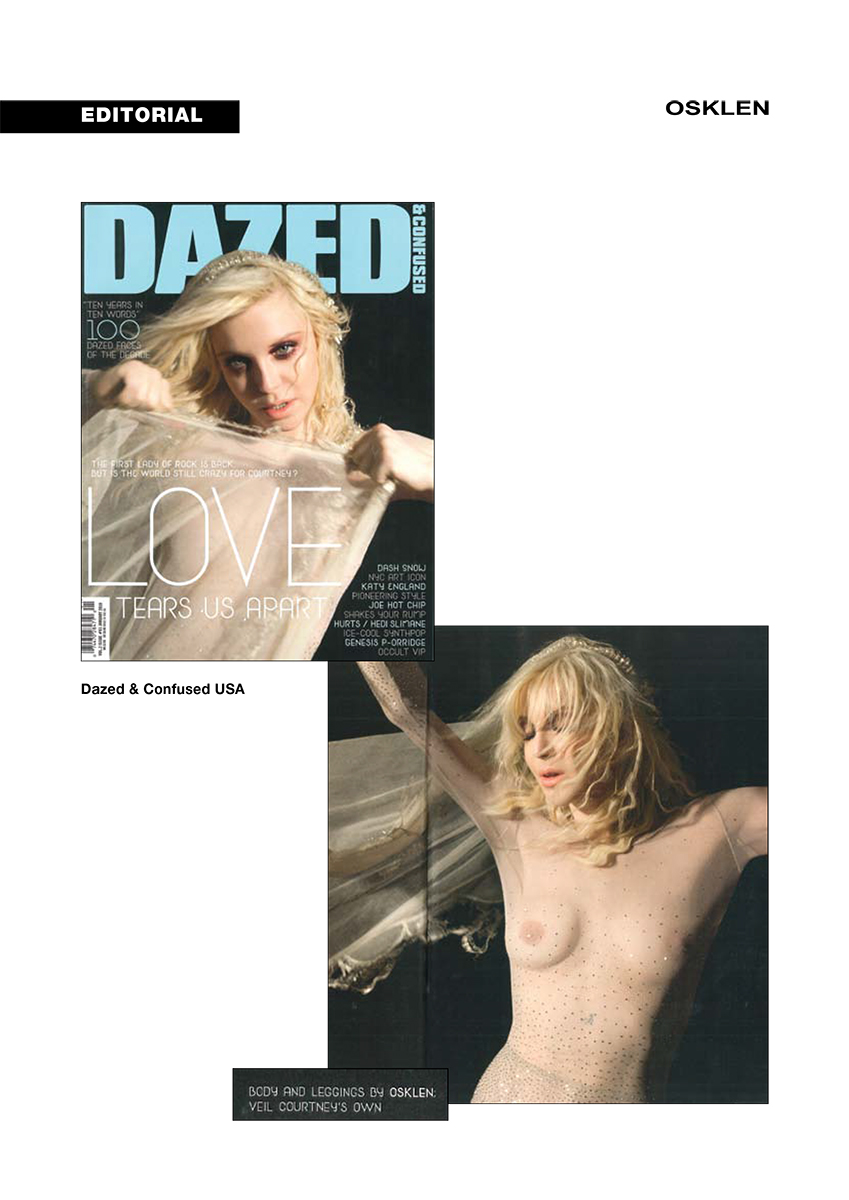 EDITORIAL
OSKLEN
DAZED
& CONFUSED
"TEN YEARS IN
TEN WORDS"
100
DAZED FACES
OF THE DECADE
THE FIRST LADY OF ROCK IS BACK.
BUT IS THE WORLD STILL CRAZY FOR COURTNEY?
LOVE
TEARS US APART
DASH SNOW
NYC ART ICON
KATY ENGLAND
PIONEERING STYLE
JOE HOT CHIP
SHAKES YOUR RUMP
HURTS / HEDI SLIMANE
ICE-COOL SYNTHPOP
GENESIS P-ORRIDGE
OCCULT VIP
Dazed & Confused USA
BODY AND LEGGINGS BY OSKLEN;
VEIL COURTNEY'S OWN